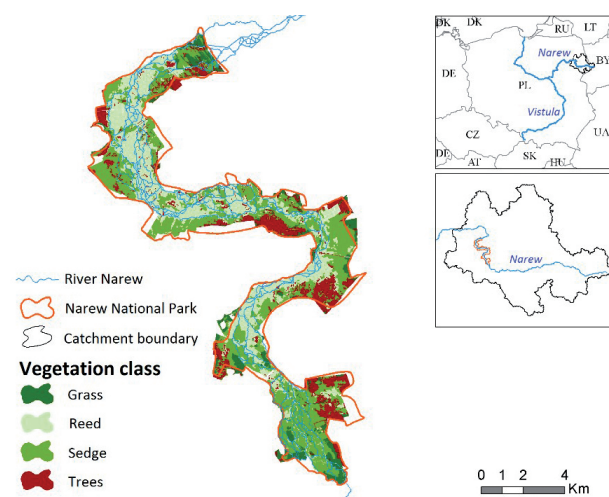 River Narew
Narew National Park
Catchment boundary
Vegetation class
Grass
Reed
Sedge
Trees
DK DK RU LT
Narew
BY
DE PL
Vistula
CZ UA
DE AT SK HU
Narew
0 1 2 4
Km